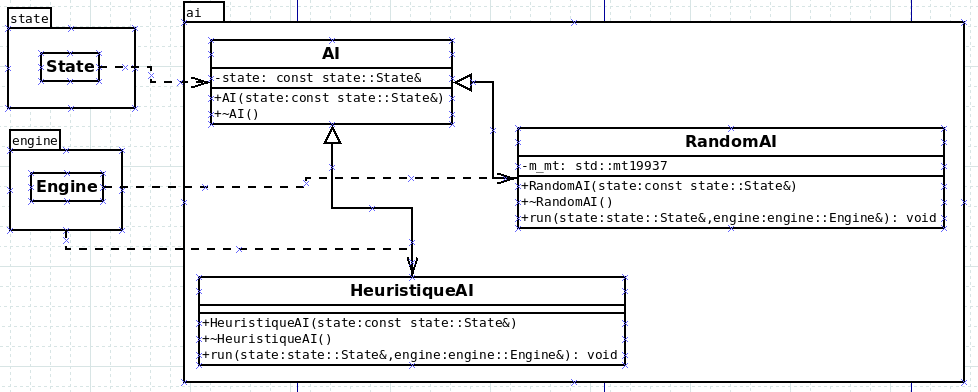 state
State
engine
Engine
ai
AI
-state: const state::State&
+AI(state:const state::State&)
+~AI()
RandomAI
-m_mt: std::mt19937
+RandomAI(state:const state::State&)
+~RandomAI()
+run(state:state::State&,engine:engine::Engine&): void
HeuristiqueAI
+HeuristiqueAI(state:const state::State&)
+~HeuristiqueAI()
+run(state:state::State&,engine:engine::Engine&): void